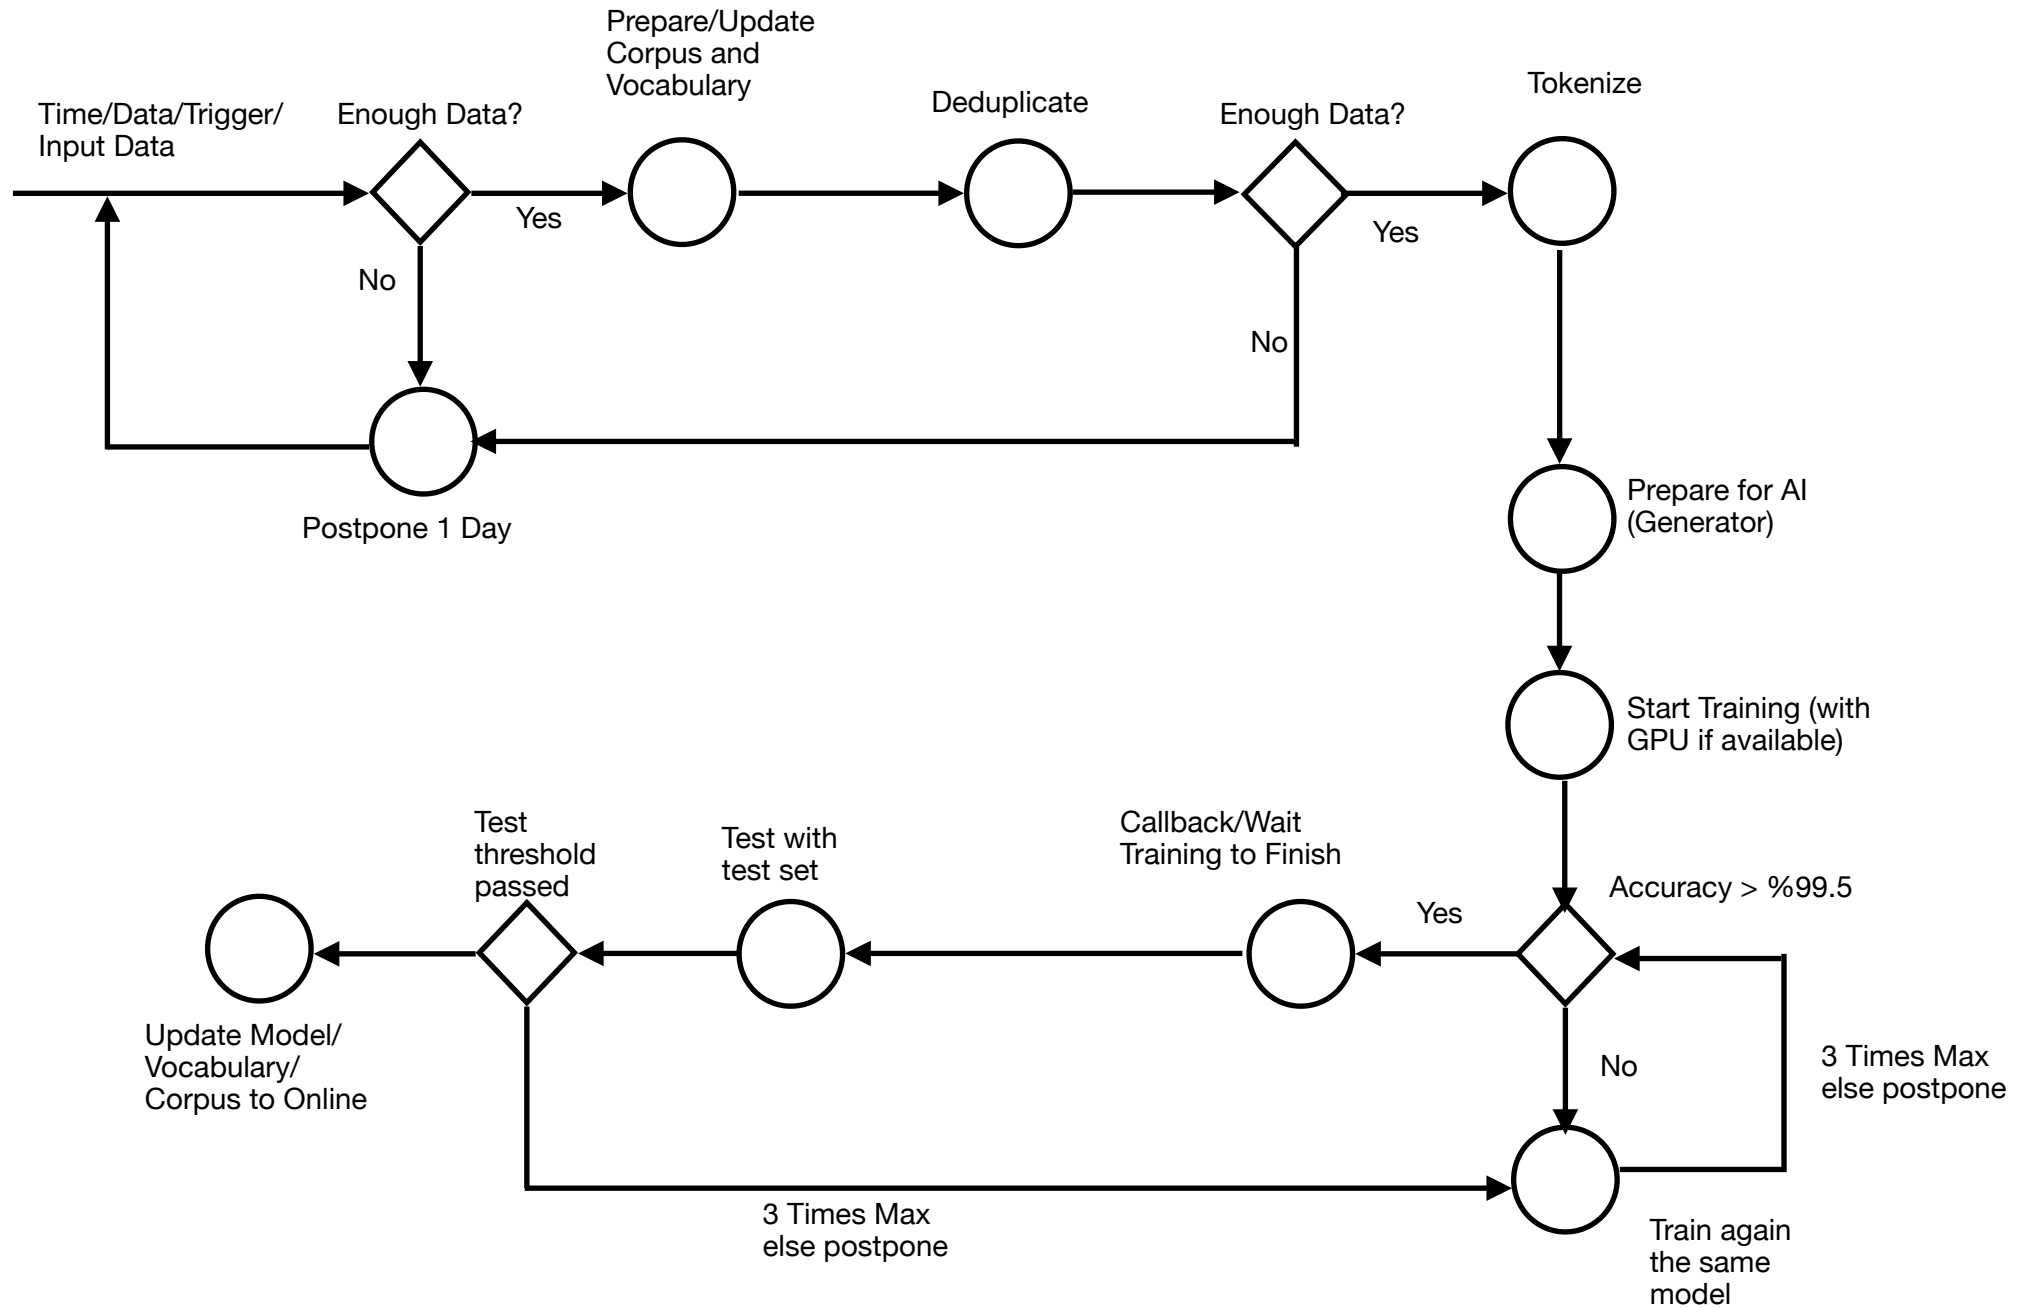 Prepare/Update
Corpus and
Vocabulary
Time/Data/Trigger/
Input Data
Enough Data?
Deduplicate
Enough Data?
Tokenize
Yes
Yes
No
No
Postpone 1 Day
Prepare for AI
(Generator)
Start Training (with
GPU if available)
Test
threshold
passed
Test with
test set
Callback/Wait
Training to Finish
Accuracy > %99.5
Yes
Update Model/
Vocabulary/
Corpus to Online
No
3 Times Max
else postpone
3 Times Max
else postpone
Train again
the same
model